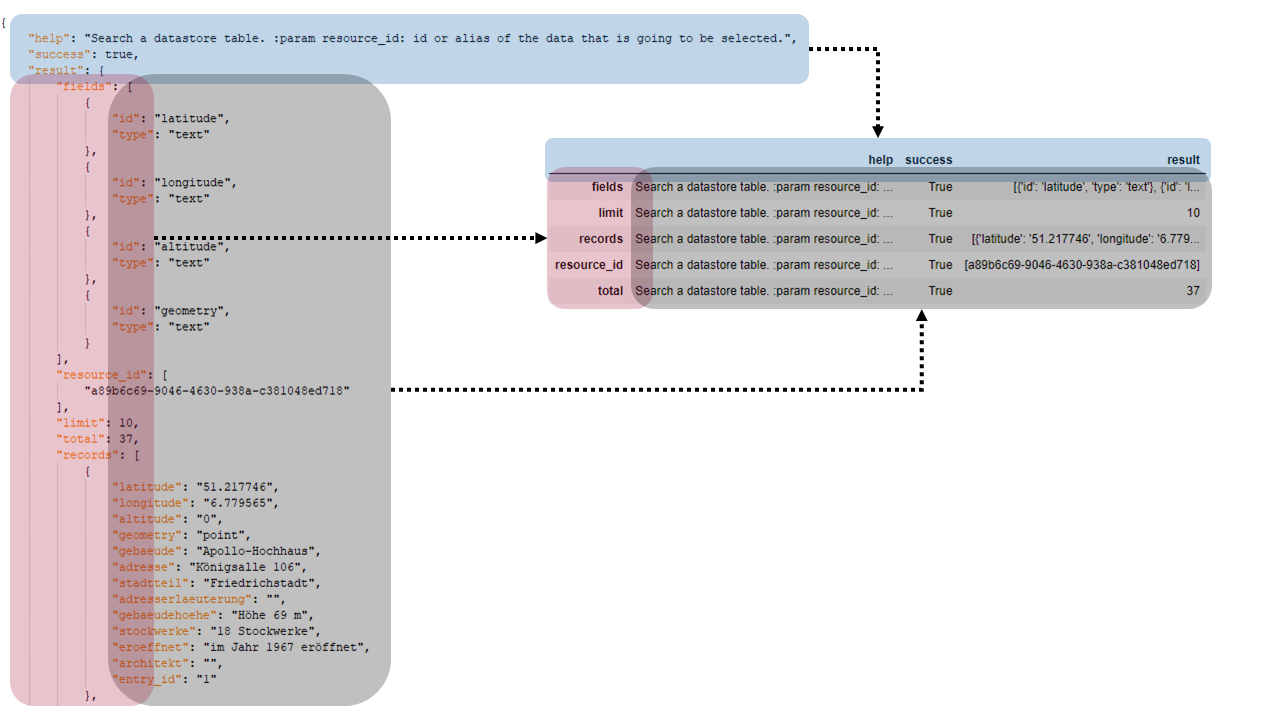 {
"help": "Search a datastore table. :param resource_id: id or alias of the data that is going to be selected.",
"success": true,
"result": {
"fields": [
{
"id": "latitude",
"type": "text"
},
{
"id": "longitude",
"type": "text"
},
{
"id": "altitude",
"type": "text"
},
{
"id": "geometry",
"type": "text"
}
],
"resource_id": [
"a89b6c69-9046-4630-938a-c381048ed718"
],
"limit": 10,
"total": 37,
"records": [
{
"latitude": "51.217746",
"longitude": "6.779565",
"altitude": "0",
"geometry": "point",
"gebaeude": "Apollo-Hochhaus",
"adresse": "Königsalle 106",
"stadtteil": "Friedrichstadt",
"adresserlaeuterung": "",
"gebaeudehoehe": "Höhe 69 m",
"stockwerke": "18 Stockwerke",
"eroeffnet": "im Jahr 1967 eröffnet",
"architekt": "",
"entry_id": "1"
},
help success result
fields Search a datastore table. :param resource_id: ... True [{'id': 'latitude', 'type': 'text'}, {'id': 'l...
limit Search a datastore table. :param resource_id: ... True 10
records Search a datastore table. :param resource_id: ... True [{'latitude': '51.217746', 'longitude': '6.779...
resource_id Search a datastore table. :param resource_id: ... True [a89b6c69-9046-4630-938a-c381048ed718]
total Search a datastore table. :param resource_id: ... True 37